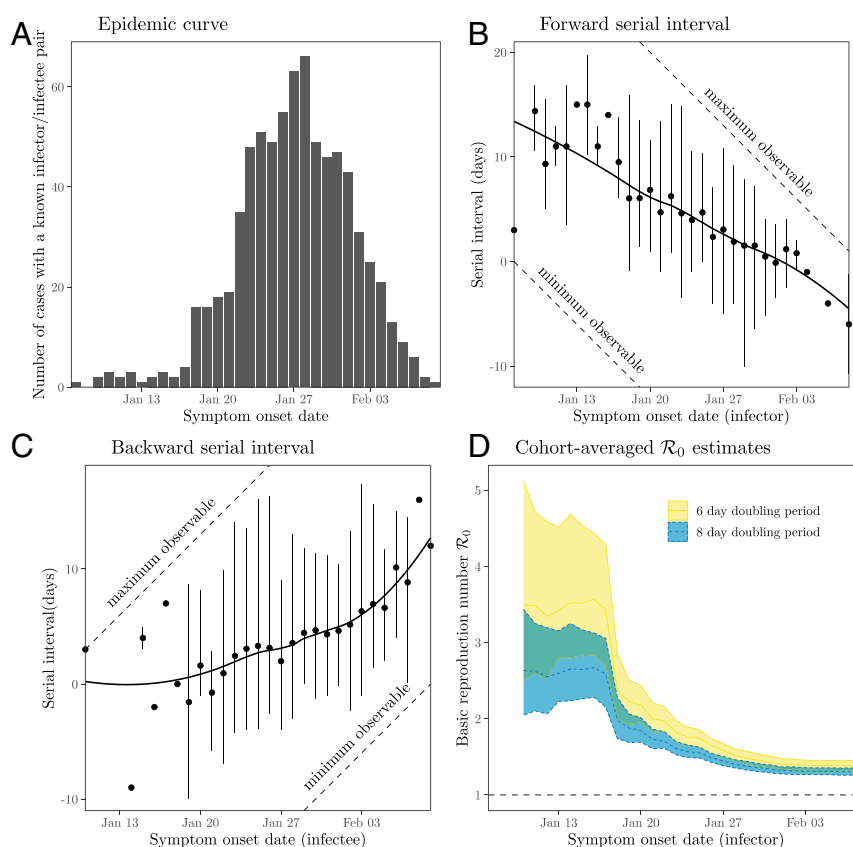 A
Epidemic curve
Number of cases with a known infector/infectee pair
60
40
20
0
Jan 13
Jan 20
Jan 27
Feb 03
Symptom onset date
B
Forward serial interval
Serial interval (days)
20
10
0
-10
maximum observable
minimum observable
Jan 13
Jan 20
Jan 27
Feb 03
Symptom onset date (infector)
C
Backward serial interval
Serial interval(days)
10
0
-10
maximum observable
minimum observable
Jan 13
Jan 20
Jan 27
Feb 03
Symptom onset date (infectee)
D
Cohort-averaged ℛ₀ estimates
Basic reproduction number ℛ₀
5
4
3
2
1
6 day doubling period
8 day doubling period
Jan 13
Jan 20
Jan 27
Feb 03
Symptom onset date (infector)